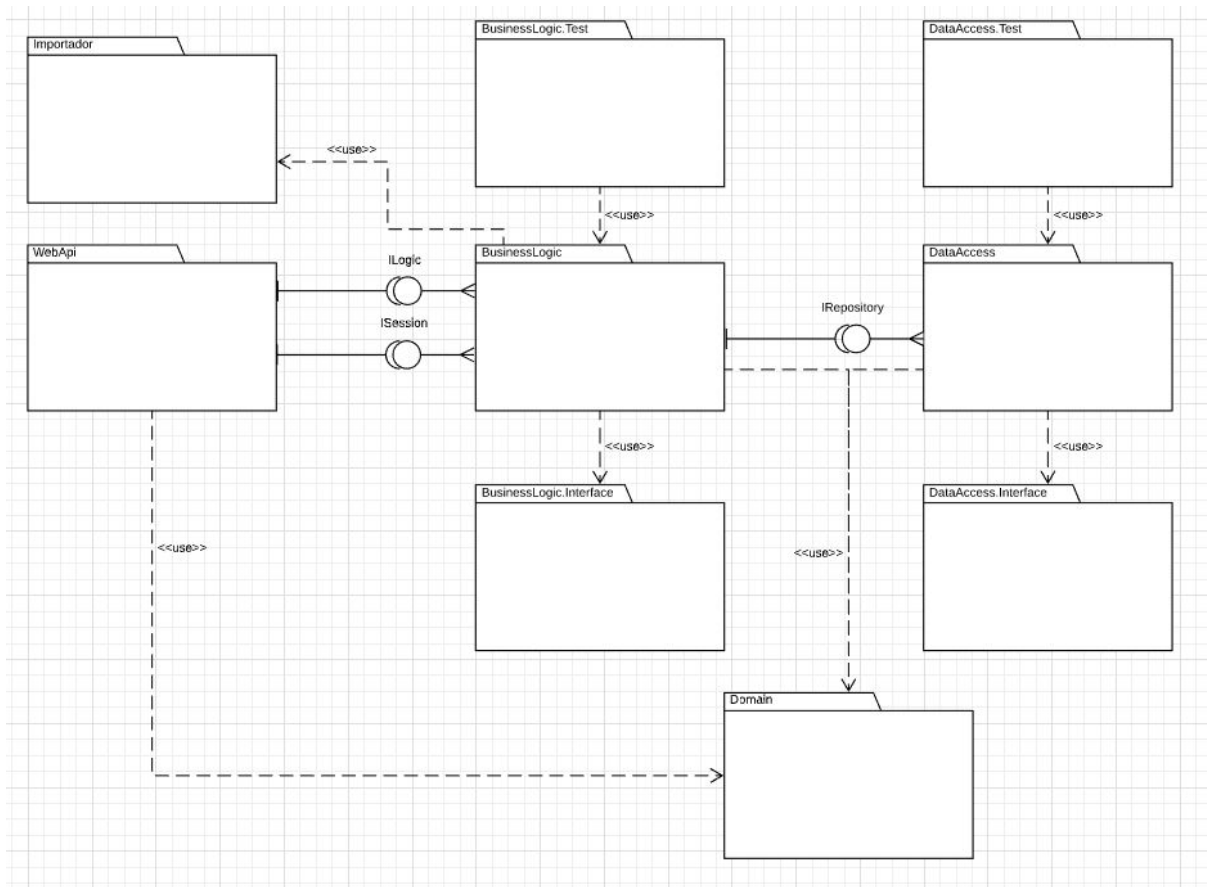 Importador
BusinessLogic.Test
DataAccess.Test
<<use>>
<<use>>
<<use>>
WebApi
ILogic
BusinessLogic
DataAccess
ISession
IRepository
<<use>>
<<use>>
BusinessLogic.Interface
DataAccess.Interface
<<use>>
<<use>>
Domain